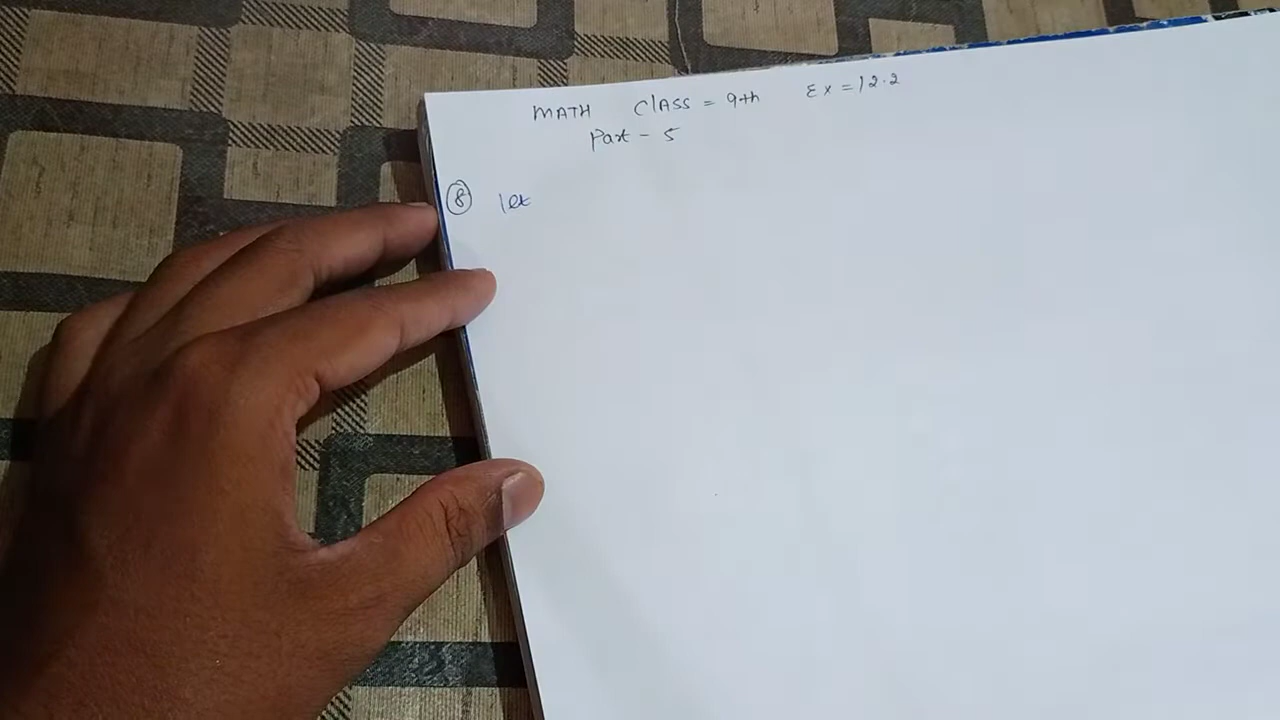 MATH Class = 9th Ex = 12.2
Part - 5
8 let